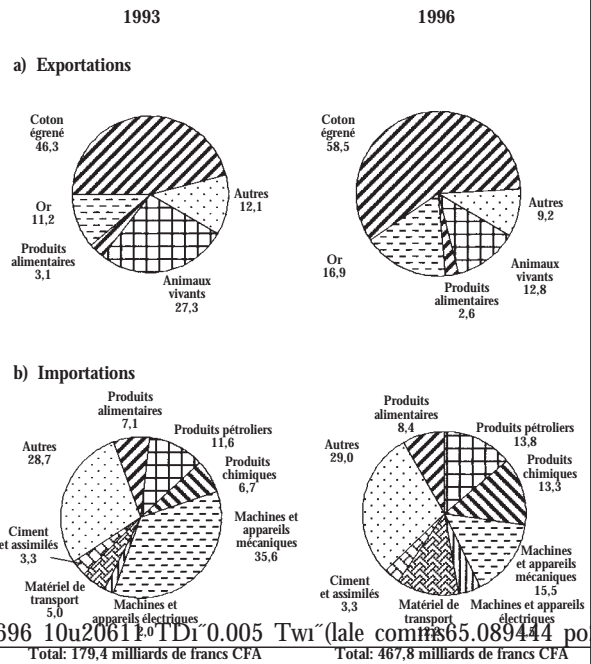 1993
1996
a) Exportations
Coton
égrené
46,3
Autres
12,1
Or
11,2
Produits
alimentaires
3,1
Animaux
vivants
27,3
Coton
égrené
58,5
Autres
9,2
Or
16,9
Animaux
vivants
12,8
Produits
alimentaires
2,6
b) Importations
Produits
alimentaires
7,1
Produits pétroliers
11,6
Autres
28,7
Produits
chimiques
6,7
Machines et
appareils
mécaniques
35,6
Ciment
et assimilés
3,3
Matériel de
transport
5,0
Machines et
appareils électriques
2,0
Produits
alimentaires
8,4
Produits pétroliers
13,8
Autres
29,0
Produits
chimiques
13,3
Machines
et appareils
mécaniques
15,5
Ciment
et assimilés
3,3
Matériel de
transport
Machines et appareils
électriques
Total: 179,4 milliards de francs CFA
Total: 467,8 milliards de francs CFA